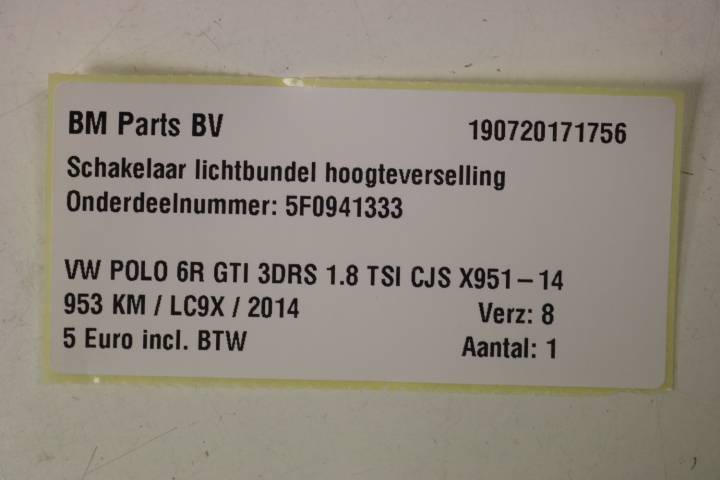 BM Parts BV 190720171756
Schakelaar lichtbundel hoogteverselling
Onderdeelnummer: 5F0941333
VW POLO 6R GTI 3DRS 1.8 TSI CJS X951-14
953 KM / LC9X / 2014 Verz: 8
5 Euro incl. BTW Aantal: 1